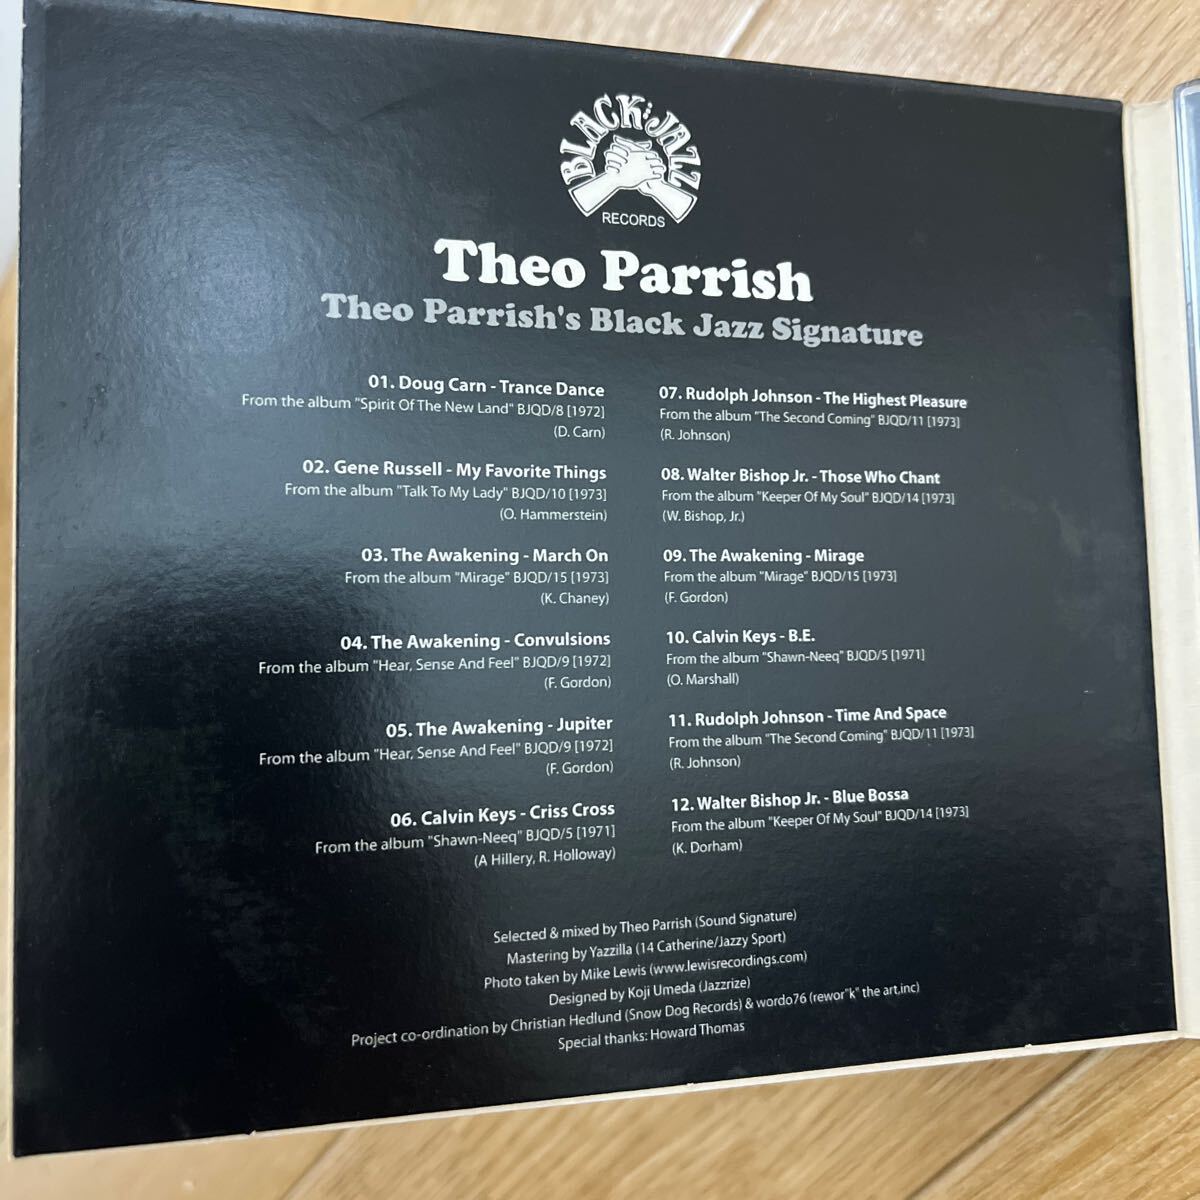 BLACK JAZZ
RECORDS
Theo Parrish
Theo Parrish's Black Jazz Signature
01. Doug Carn - Trance Dance
From the album "Spirit Of The New Land" BJQD/8 [1972]
(D. Carn)
02. Gene Russell - My Favorite Things
From the album "Talk To My Lady" BJQD/10 [1973]
(O. Hammerstein)
03. The Awakening - March On
From the album "Mirage" BJQD/15 [1973]
(K. Chaney)
04. The Awakening - Convulsions
From the album "Hear, Sense And Feel" BJQD/9 [1972]
(F. Gordon)
05. The Awakening - Jupiter
From the album "Hear, Sense And Feel" BJQD/9 [1972]
(F. Gordon)
06. Calvin Keys - Criss Cross
From the album "Shawn-Neeq" BJQD/5 [1971]
(A Hillery, R. Holloway)
07. Rudolph Johnson - The Highest Pleasure
From the album "The Second Coming" BJQD/11 [1973]
(R. Johnson)
08. Walter Bishop Jr. - Those Who Chant
From the album "Keeper Of My Soul" BJQD/14 [1973]
(W. Bishop, Jr.)
09. The Awakening - Mirage
From the album "Mirage" BJQD/15 [1973]
(F. Gordon)
10. Calvin Keys - B.E.
From the album "Shawn-Neeq" BJQD/5 [1971]
(O. Marshall)
11. Rudolph Johnson - Time And Space
From the album "The Second Coming" BJQD/11 [1973]
(R. Johnson)
12. Walter Bishop Jr. - Blue Bossa
From the album "Keeper Of My Soul" BJQD/14 [1973]
(K. Dorham)
Selected & mixed by Theo Parrish (Sound Signature)
Mastering by Yazzilla (14 Catherine/Jazzy Sport)
Photo taken by Mike Lewis (www.lewisrecordings.com)
Designed by Koji Umeda (Jazzrize)
Project co-ordination by Christian Hedlund (Snow Dog Records) & wordo76 (rewor"k" the art,inc)
Special thanks: Howard Thomas